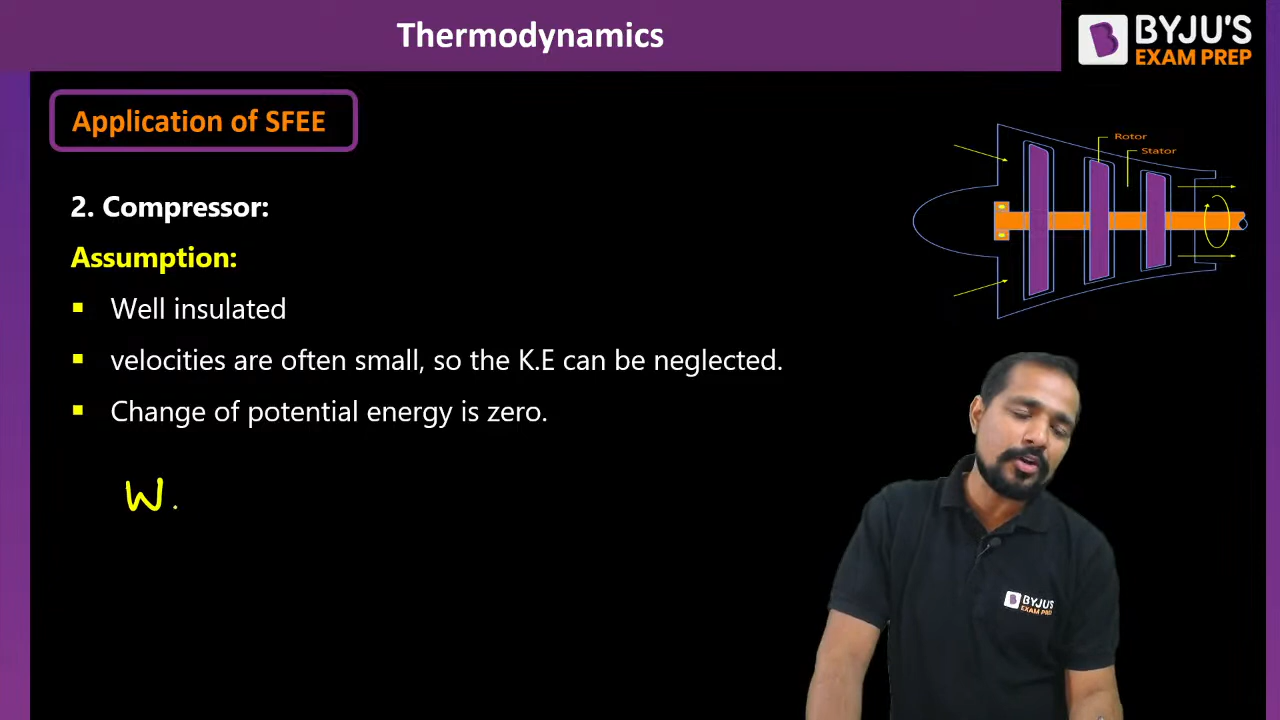 Thermodynamics
BYJU'S
EXAM PREP
Application of SFEE
Rotor
Stator
2. Compressor:
Assumption:
▪ Well insulated
▪ velocities are often small, so the K.E can be neglected.
▪ Change of potential energy is zero.
W.
BYJU'S
EXAM PREP